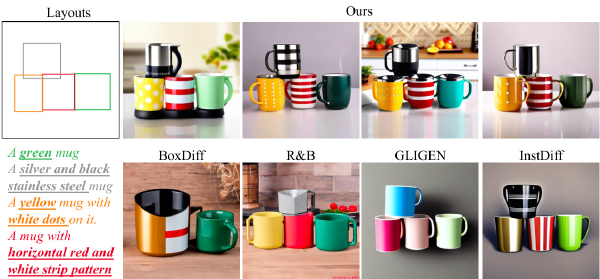 Layouts
Ours
A green mug
A silver and black
stainless steel mug
A yellow mug with
white dots on it.
A mug with
horizontal red and
white strip pattern
BoxDiff
R&B
GLIGEN
InstDiff